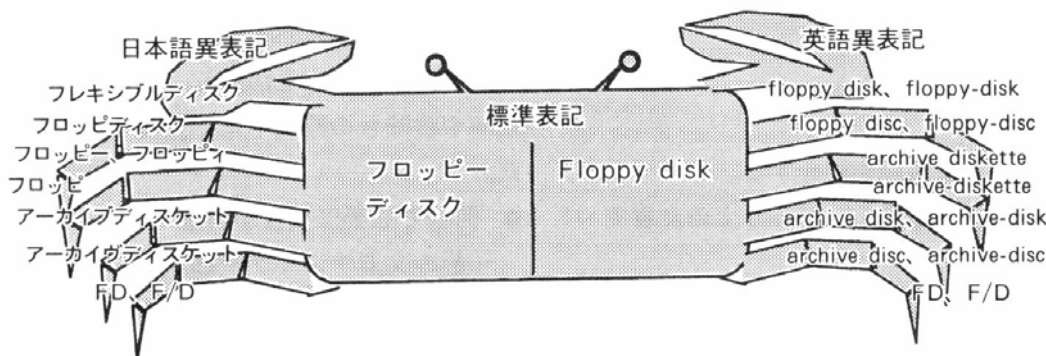 日本語異表記
フレキシブルディスク
フロッピディスク
フロッピー フロッピィ
フロッピ
アーカイブディスケット
アーカイヴディスケット
FD、F/D
標準表記
フロッピーディスク
Floppy disk
英語異表記
floppy disk、floppy-disk
floppy disc、floppy-disc
archive diskette
archive-diskette
archive disk、archive-disk
archive disc、archive-disc
FD、F/D